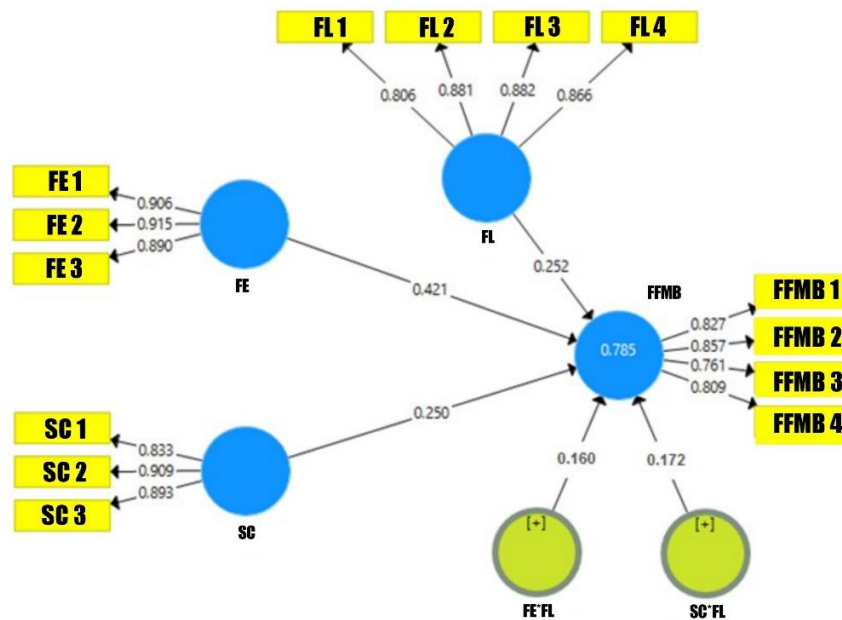 FL 1
FL 2
FL 3
FL 4
0.806
0.881
0.882
0.866
FL
FE 1
FE 2
FE 3
0.906
0.915
0.890
FE
0.252
0.421
FFMB
0.785
FFMB 1
FFMB 2
FFMB 3
FFMB 4
0.827
0.857
0.761
0.809
SC 1
SC 2
SC 3
0.833
0.909
0.893
SC
0.250
0.160
0.172
[+]
[+]
FE*FL
SC*FL